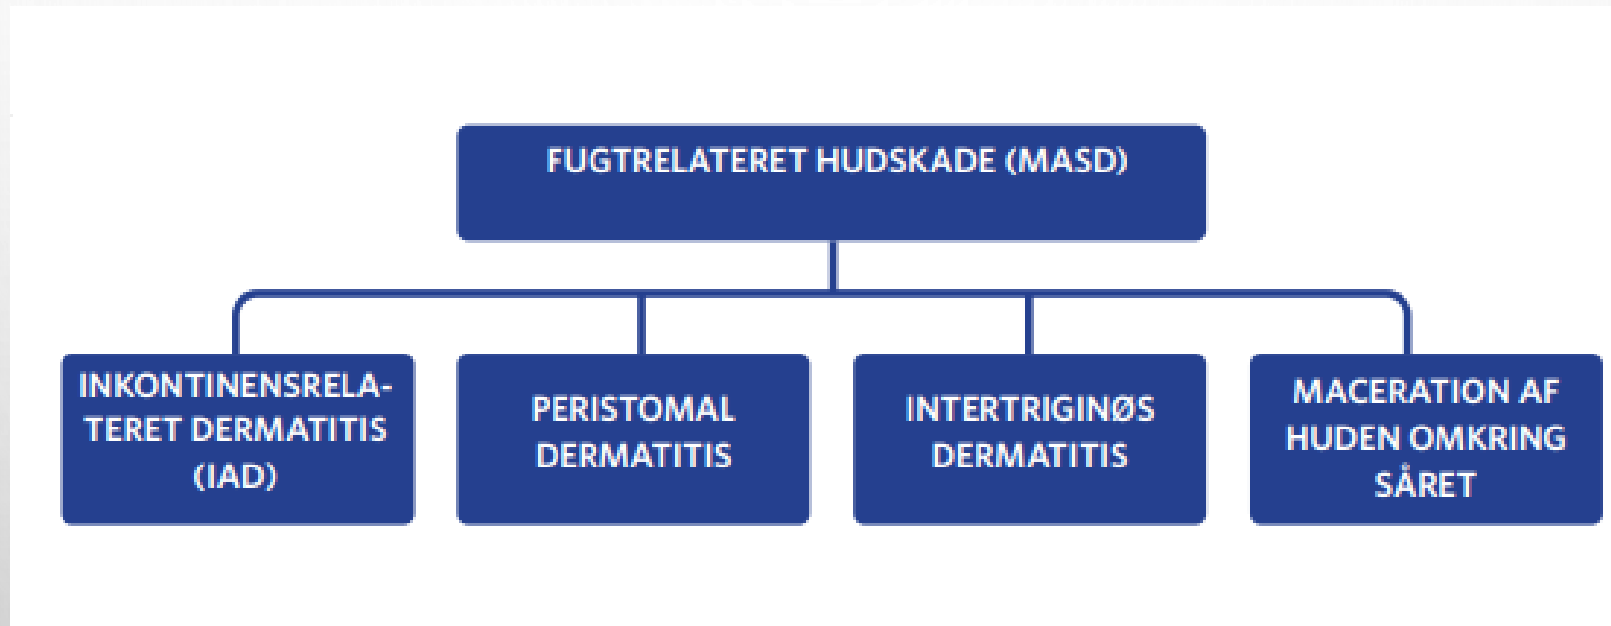 FUGTRELATERET HUDSKADE (MASD)
INKONTINENSRELA-
TERET DERMATITIS
(IAD)
PERISTOMAL
DERMATITIS
INTERTRIGINØS
DERMATITIS
MACERATION AF
HUDEN OMKRING
SÅRET